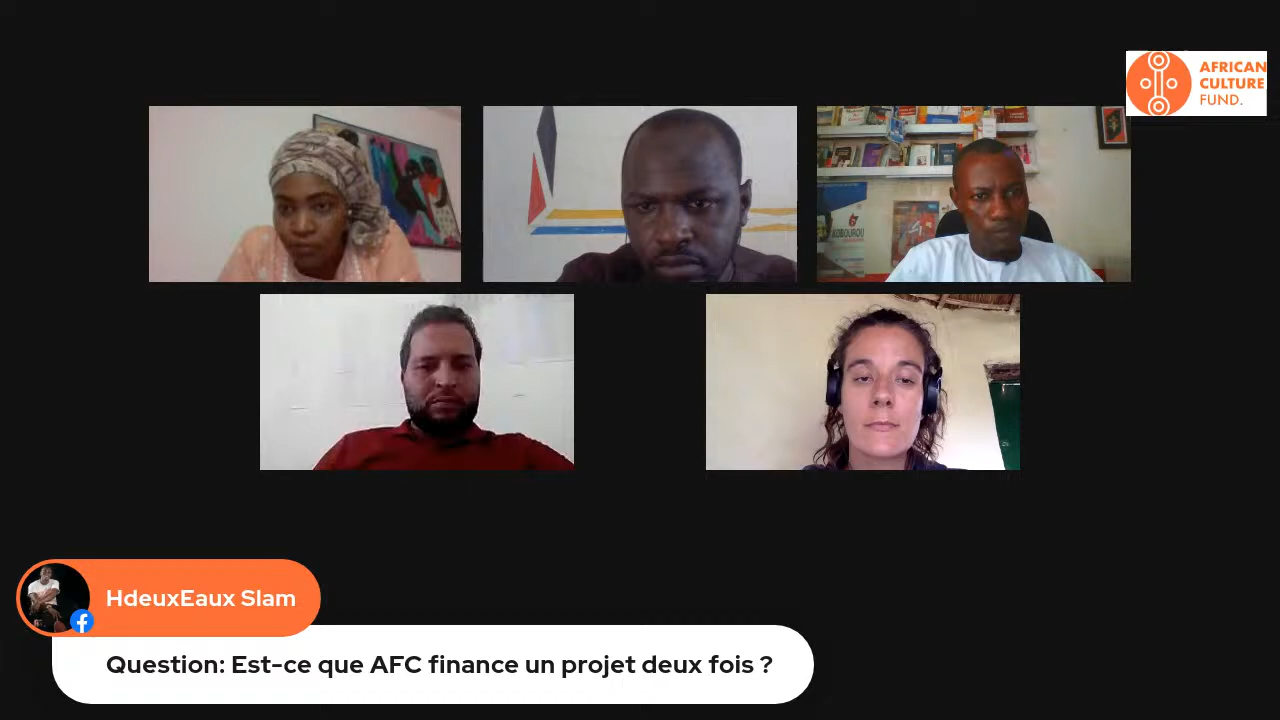 AFRICAN
CULTURE
FUND.
HdeuxEaux Slam
Question: Est-ce que AFC finance un projet deux fois ?